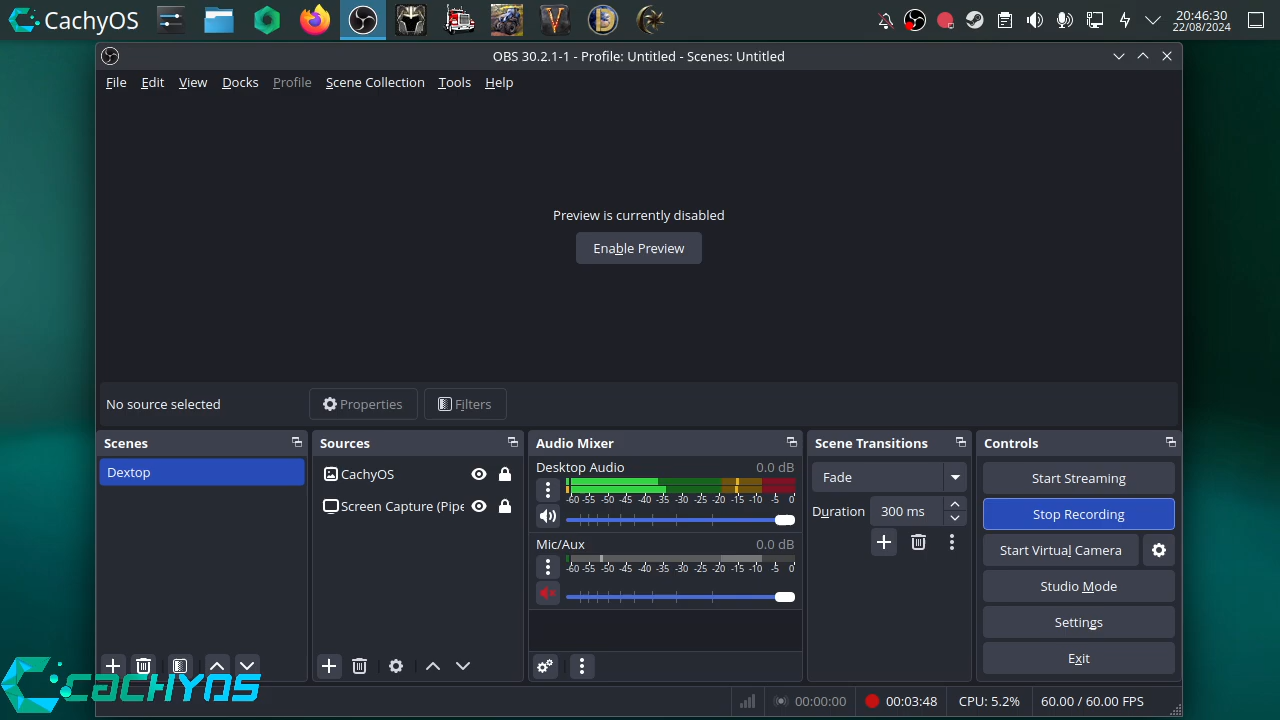 CachyOS
20:46:30
22/08/2024
OBS 30.2.1-1 - Profile: Untitled - Scenes: Untitled
File Edit View Docks Profile Scene Collection Tools Help
Preview is currently disabled
Enable Preview
No source selected
Properties
Filters
Scenes
Dextop
Sources
CachyOS
Screen Capture (Pipe
Audio Mixer
Desktop Audio 0.0 dB
-60 -55 -50 -45 -40 -35 -30 -25 -20 -15 -10 -5 0
Mic/Aux 0.0 dB
-60 -55 -50 -45 -40 -35 -30 -25 -20 -15 -10 -5 0
Scene Transitions
Fade
Duration 300 ms
Controls
Start Streaming
Stop Recording
Start Virtual Camera
Studio Mode
Settings
Exit
CACHYOS
00:00:00
00:03:48
CPU: 5.2%
60.00 / 60.00 FPS